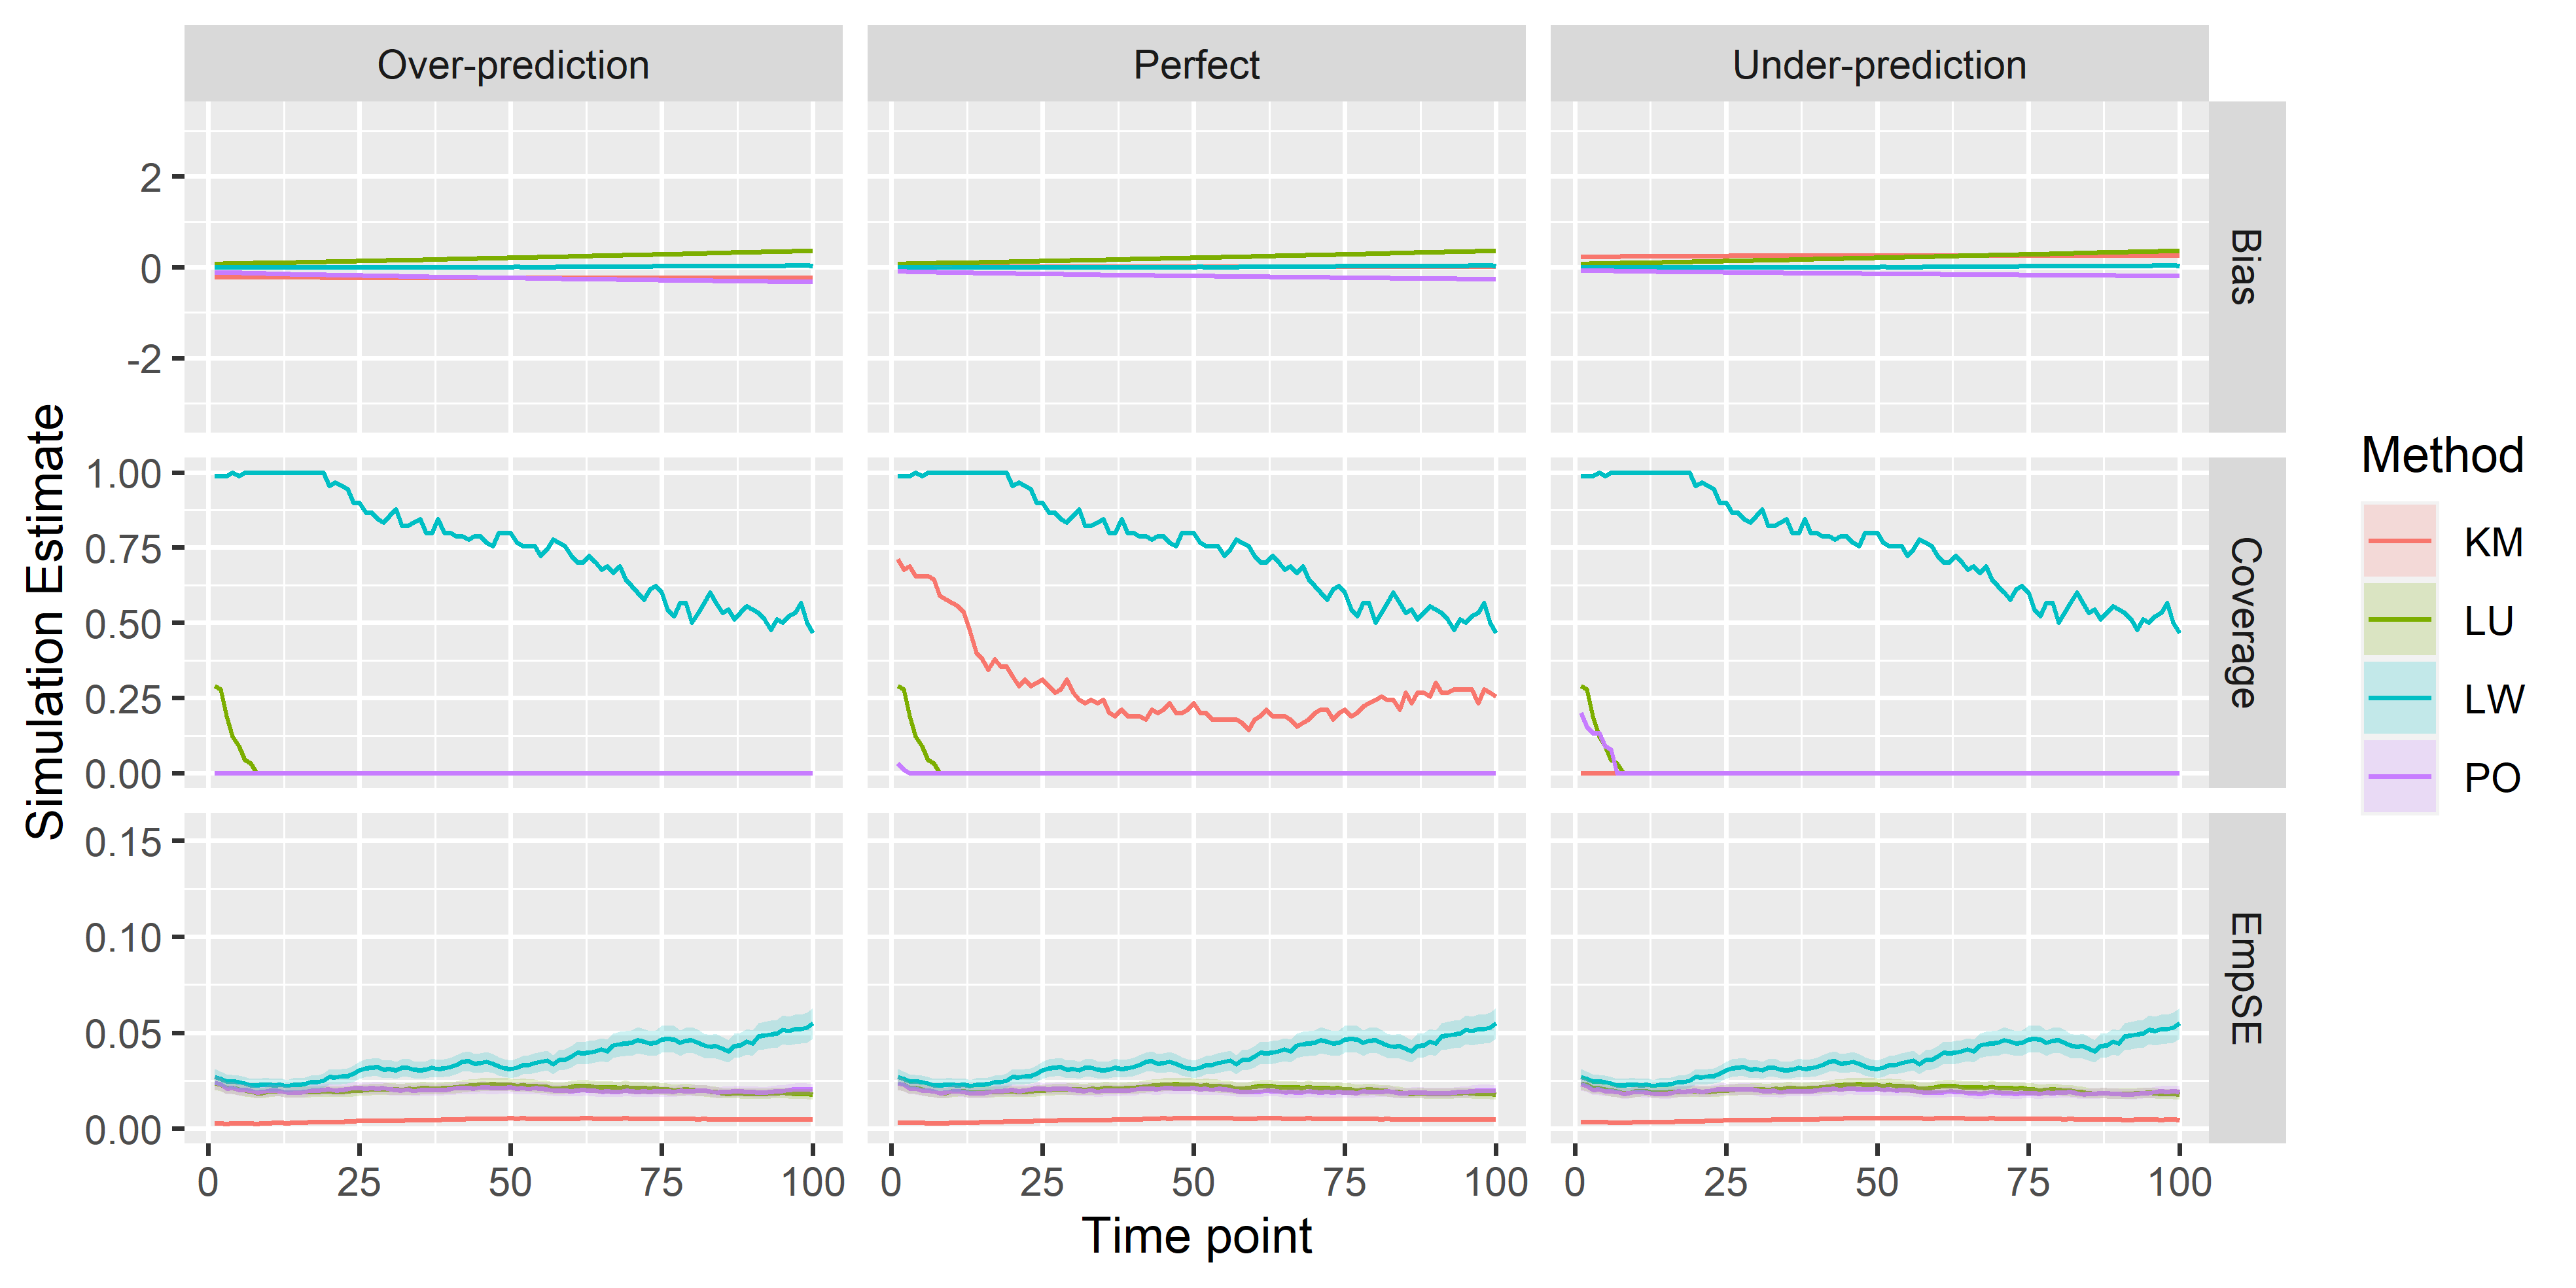 Over-prediction
Perfect
Under-prediction
Simulation Estimate
2
0
-2
Bias
1.00
0.75
0.50
0.25
0.00
Coverage
0.15
0.10
0.05
0.00
EmpSE
0 25 50 75 100
0 25 50 75 100
0 25 50 75 100
Time point
Method
KM
LU
LW
PO